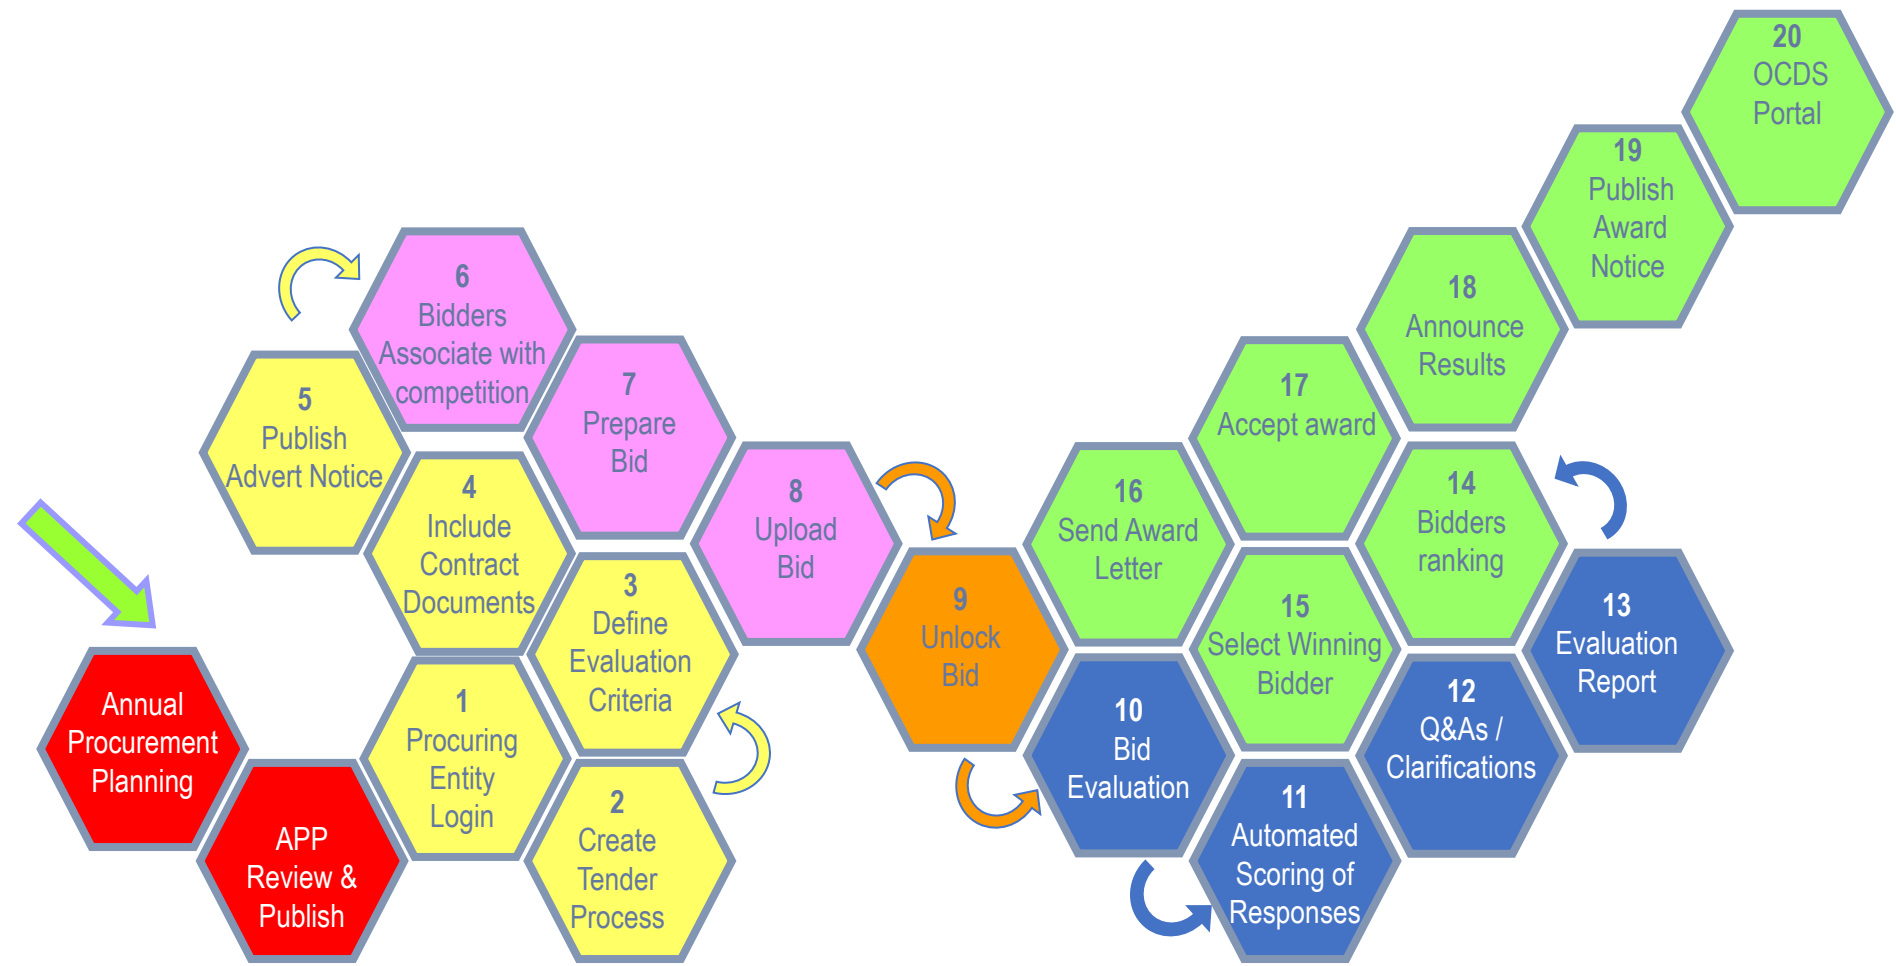 Annual
Procurement
Planning
APP
Review &
Publish
1
Procuring
Entity
Login
2
Create
Tender
Process
3
Define
Evaluation
Criteria
4
Include
Contract
Documents
5
Publish
Advert Notice
6
Bidders
Associate with
competition
7
Prepare
Bid
8
Upload
Bid
9
Unlock
Bid
10
Bid
Evaluation
11
Automated
Scoring of
Responses
12
Q&As /
Clarifications
13
Evaluation
Report
14
Bidders
ranking
15
Select Winning
Bidder
16
Send Award
Letter
17
Accept award
18
Announce
Results
19
Publish
Award
Notice
20
OCDS
Portal